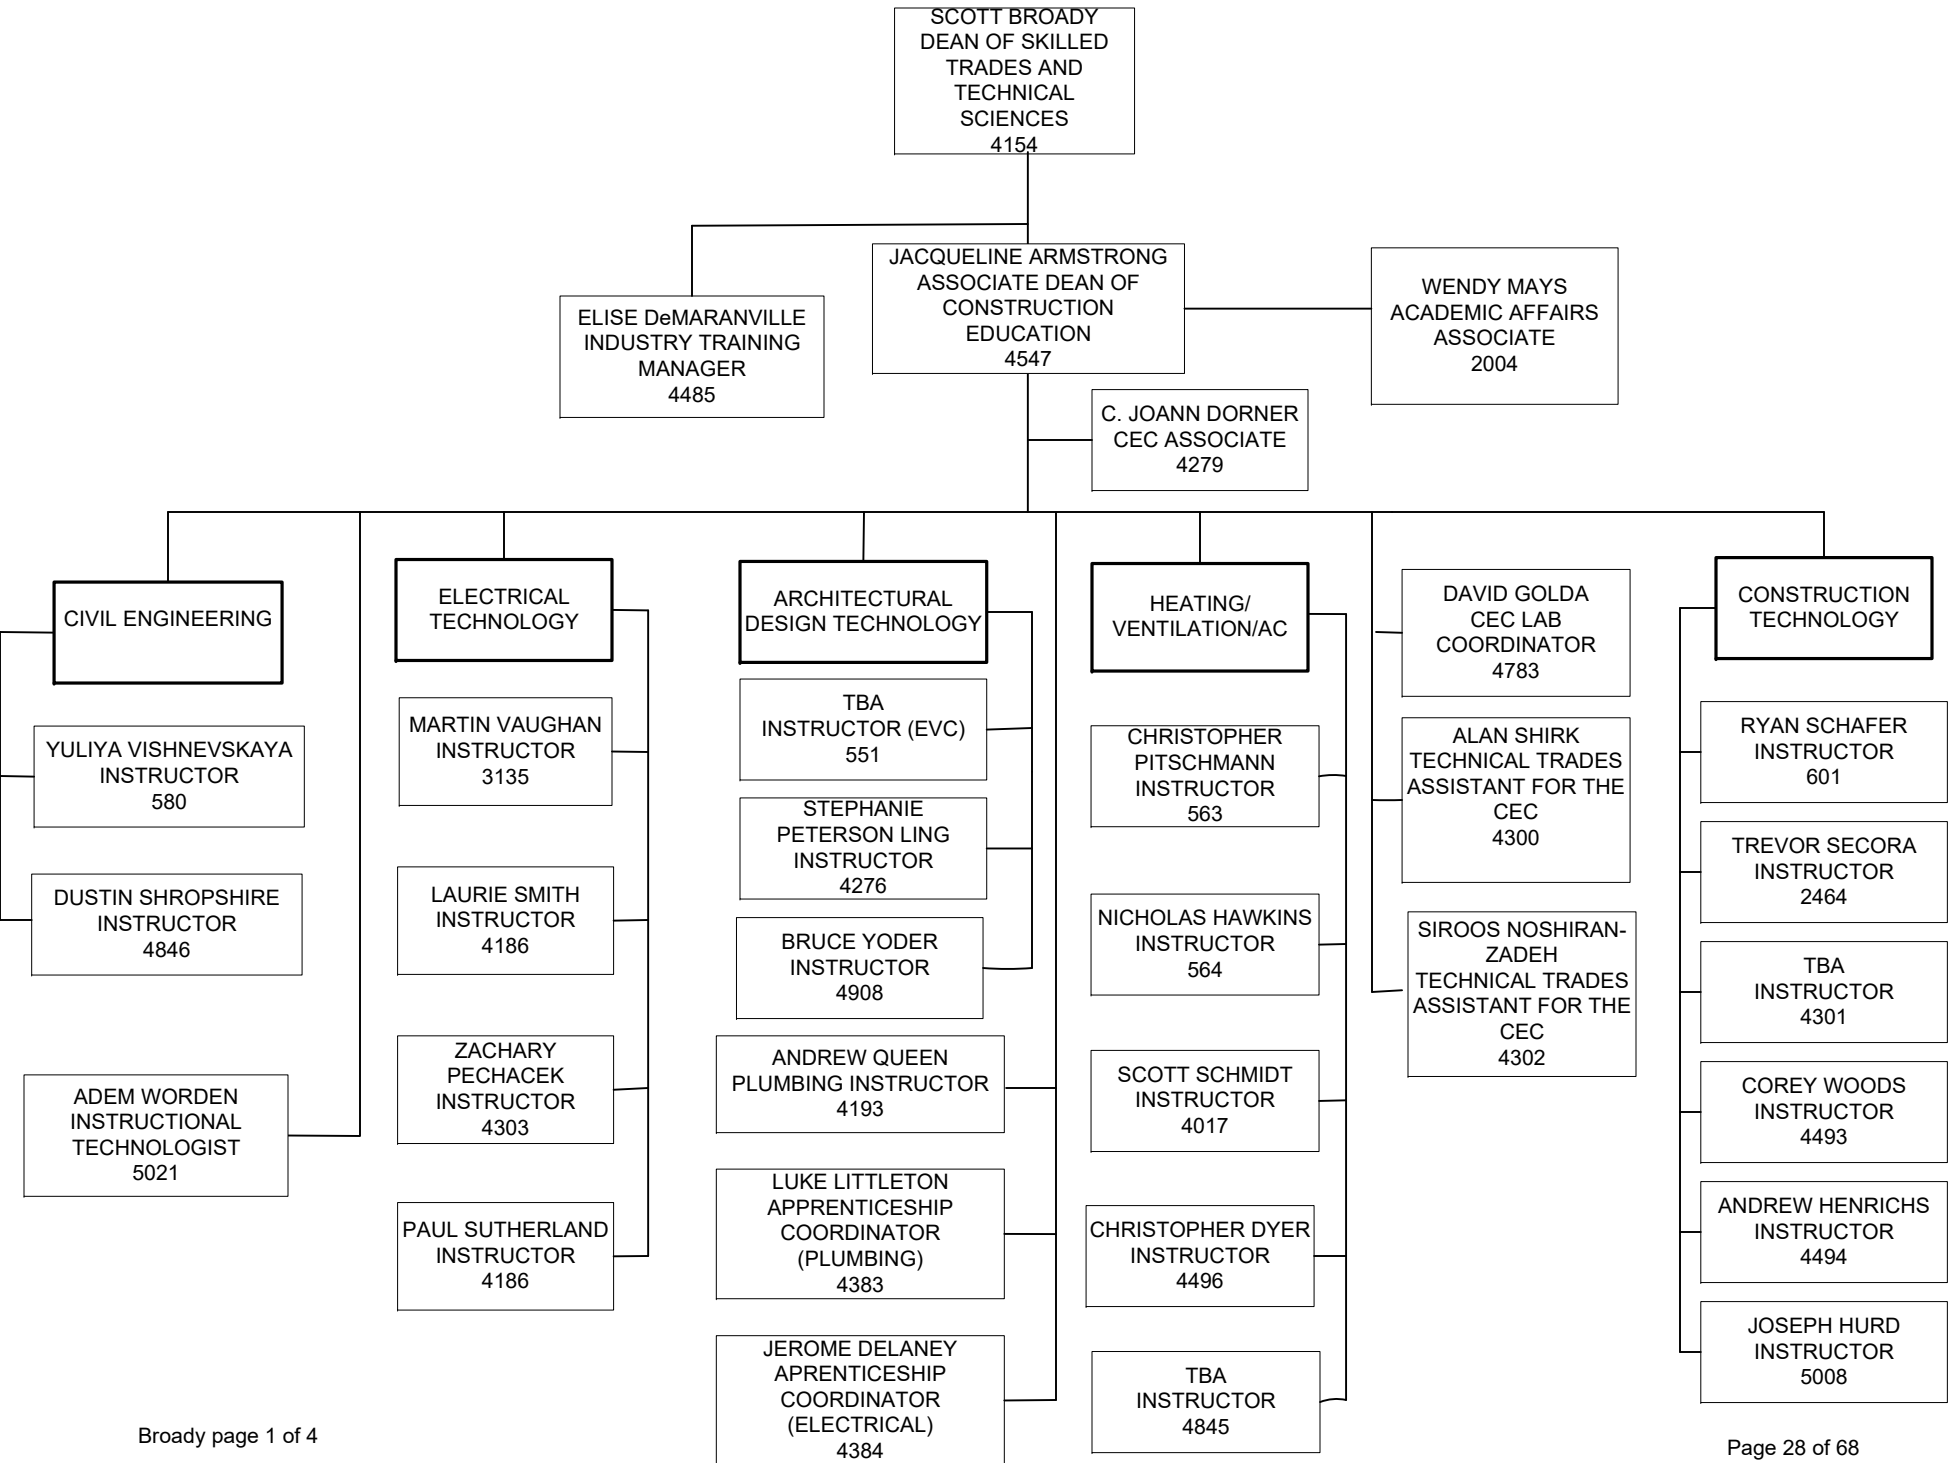 SCOTT BROADY
DEAN OF SKILLED
TRADES AND
TECHNICAL
SCIENCES
4154
ELISE DeMARANVILLE
INDUSTRY TRAINING
MANAGER
4485
JACQUELINE ARMSTRONG
ASSOCIATE DEAN OF
CONSTRUCTION
EDUCATION
4547
WENDY MAYS
ACADEMIC AFFAIRS
ASSOCIATE
2004
C. JOANN DORNER
CEC ASSOCIATE
4279
CIVIL ENGINEERING
YULIYA VISHNEVSKAYA
INSTRUCTOR
580
DUSTIN SHROPSHIRE
INSTRUCTOR
4846
ADEM WORDEN
INSTRUCTIONAL
TECHNOLOGIST
5021
ELECTRICAL
TECHNOLOGY
MARTIN VAUGHAN
INSTRUCTOR
3135
LAURIE SMITH
INSTRUCTOR
4186
ZACHARY
PECHACEK
INSTRUCTOR
4303
PAUL SUTHERLAND
INSTRUCTOR
4186
ARCHITECTURAL
DESIGN TECHNOLOGY
TBA
INSTRUCTOR (EVC)
551
STEPHANIE
PETERSON LING
INSTRUCTOR
4276
BRUCE YODER
INSTRUCTOR
4908
ANDREW QUEEN
PLUMBING INSTRUCTOR
4193
LUKE LITTLETON
APPRENTICESHIP
COORDINATOR
(PLUMBING)
4383
JEROME DELANEY
APRENTICESHIP
COORDINATOR
(ELECTRICAL)
4384
HEATING/
VENTILATION/AC
CHRISTOPHER
PITSCHMANN
INSTRUCTOR
563
NICHOLAS HAWKINS
INSTRUCTOR
564
SCOTT SCHMIDT
INSTRUCTOR
4017
CHRISTOPHER DYER
INSTRUCTOR
4496
TBA
INSTRUCTOR
4845
DAVID GOLDA
CEC LAB
COORDINATOR
4783
ALAN SHIRK
TECHNICAL TRADES
ASSISTANT FOR THE
CEC
4300
SIROOS NOSHIRAN-
ZADEH
TECHNICAL TRADES
ASSISTANT FOR THE
CEC
4302
CONSTRUCTION
TECHNOLOGY
RYAN SCHAFER
INSTRUCTOR
601
TREVOR SECORA
INSTRUCTOR
2464
TBA
INSTRUCTOR
4301
COREY WOODS
INSTRUCTOR
4493
ANDREW HENRICHS
INSTRUCTOR
4494
JOSEPH HURD
INSTRUCTOR
5008
Broady page 1 of 4
Page 28 of 68